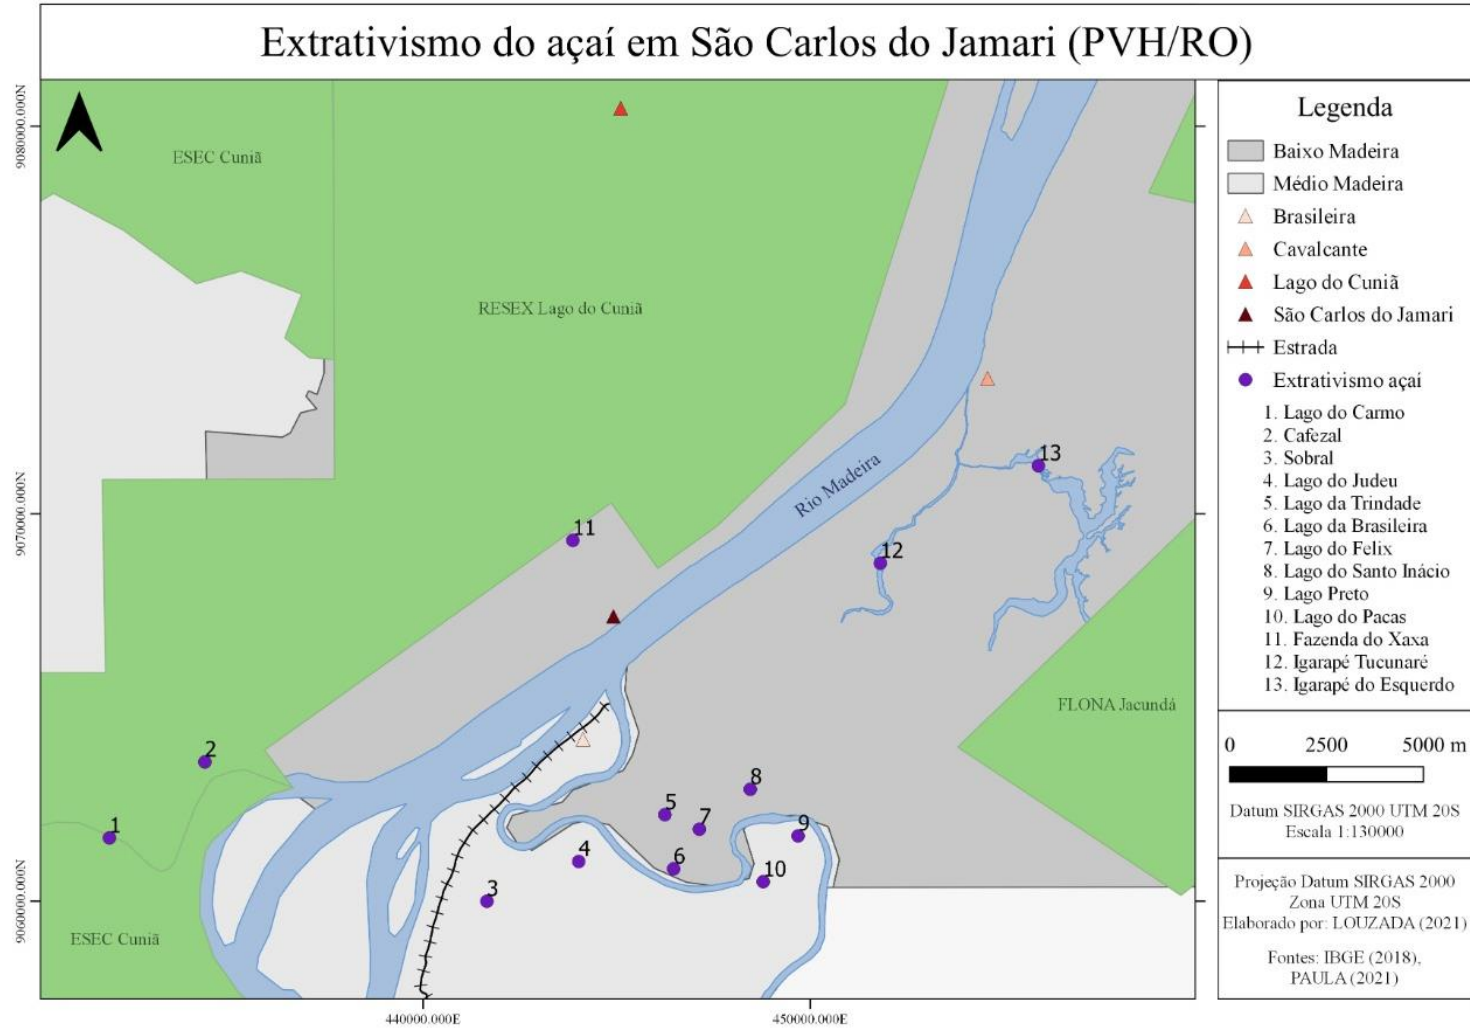 Extrativismo do açaí em São Carlos do Jamari (PVH/RO)
9080000.000N
9070000.000N
9060000.000N
440000.000E
450000.000E
ESEC Cuniã
RESEX Lago do Cuniã
Rio Madeira
13
11
12
FLONA Jacundá
2
1
8
5
7
9
4
6
10
3
ESEC Cuniã
Legenda
Baixo Madeira
Médio Madeira
Brasileira
Cavalcante
Lago do Cuniã
São Carlos do Jamari
Estrada
Extrativismo açaí
1. Lago do Carmo
2. Cafezal
3. Sobral
4. Lago do Judeu
5. Lago da Trindade
6. Lago da Brasileira
7. Lago do Felix
8. Lago do Santo Inácio
9. Lago Preto
10. Lago do Pacas
11. Fazenda do Xaxa
12. Igarapé Tucunaré
13. Igarapé do Esquerdo
0 2500 5000 m
Datum SIRGAS 2000 UTM 20S
Escala 1:130000
Projeção Datum SIRGAS 2000
Zona UTM 20S
Elaborado por: LOUZADA (2021)
Fontes: IBGE (2018),
PAULA (2021)